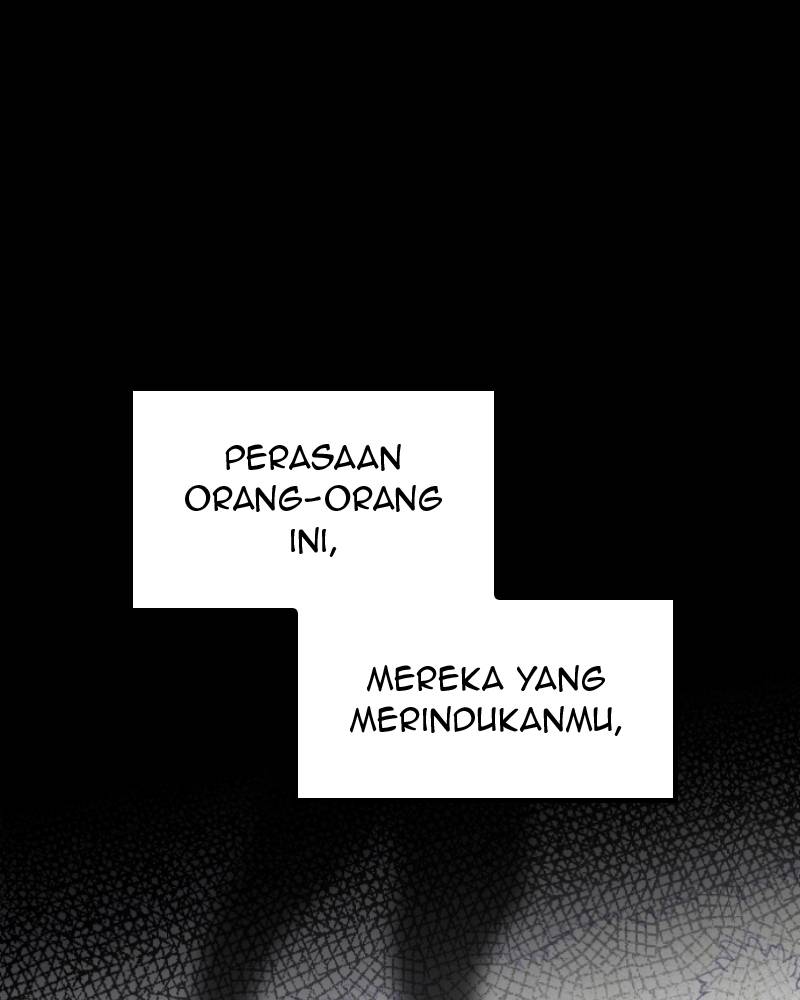 PERASAAN
ORANG-ORANG
INI,
MEREKA YANG
MERINDUKANMU,